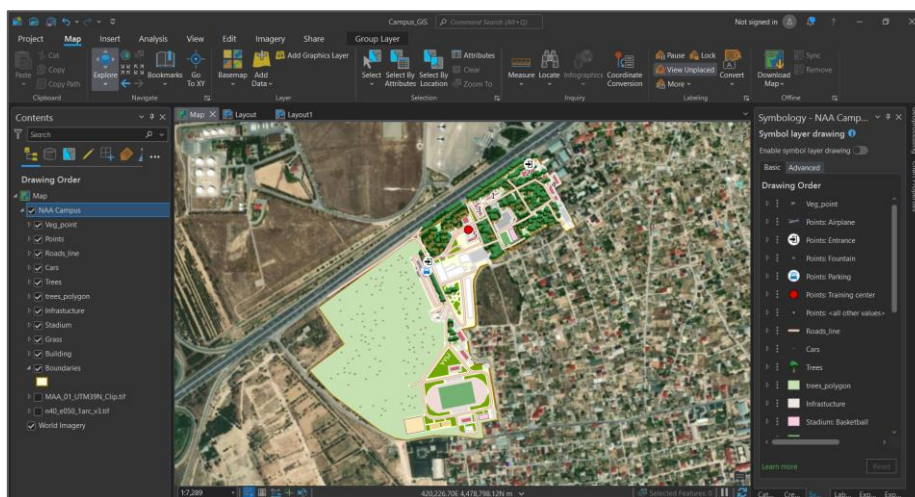 Campus_GIS
Command Search (Alt+Q)
Not signed in
Project Map Insert Analysis View Edit Imagery Share Group Layer
Paste
Cut
Copy
Copy Path
Clipboard
Explore
Bookmarks
Go To XY
Navigate
Basemap
Add Data
Add Graphics Layer
Layer
Select
Select By Attributes
Select By Location
Attributes
Clear
Zoom To
Selection
Measure
Locate
Infographics
Coordinate Conversion
Inquiry
Pause
Lock
View Unplaced
More
Convert
Labeling
Download Map
Sync
Remove
Offline
Contents
Search
Drawing Order
Map
NAA Campus
Veg_point
Points
Roads_line
Cars
Trees
trees_polygon
Infrastucture
Stadium
Grass
Building
Boundaries
MAA_01_UTM39N_Clip.tif
n40_e050_1arc_v3.tif
World Imagery
Map Layout Layout1
1:7,289
420,226.70E 4,478,798.12N m
Selected Features: 0
Symbology - NAA Camp...
Symbol layer drawing
Enable symbol layer drawing
Basic Advanced
Drawing Order
Veg_point
Points: Airplane
Points: Entrance
Points: Fountain
Points: Parking
Points: Training center
Points: <all other values>
Roads_line
Cars
Trees
trees_polygon
Infrastucture
Stadium: Basketball
Learn more
Reset
Cat... Cre... Sy... Lab... Exp... Exp...